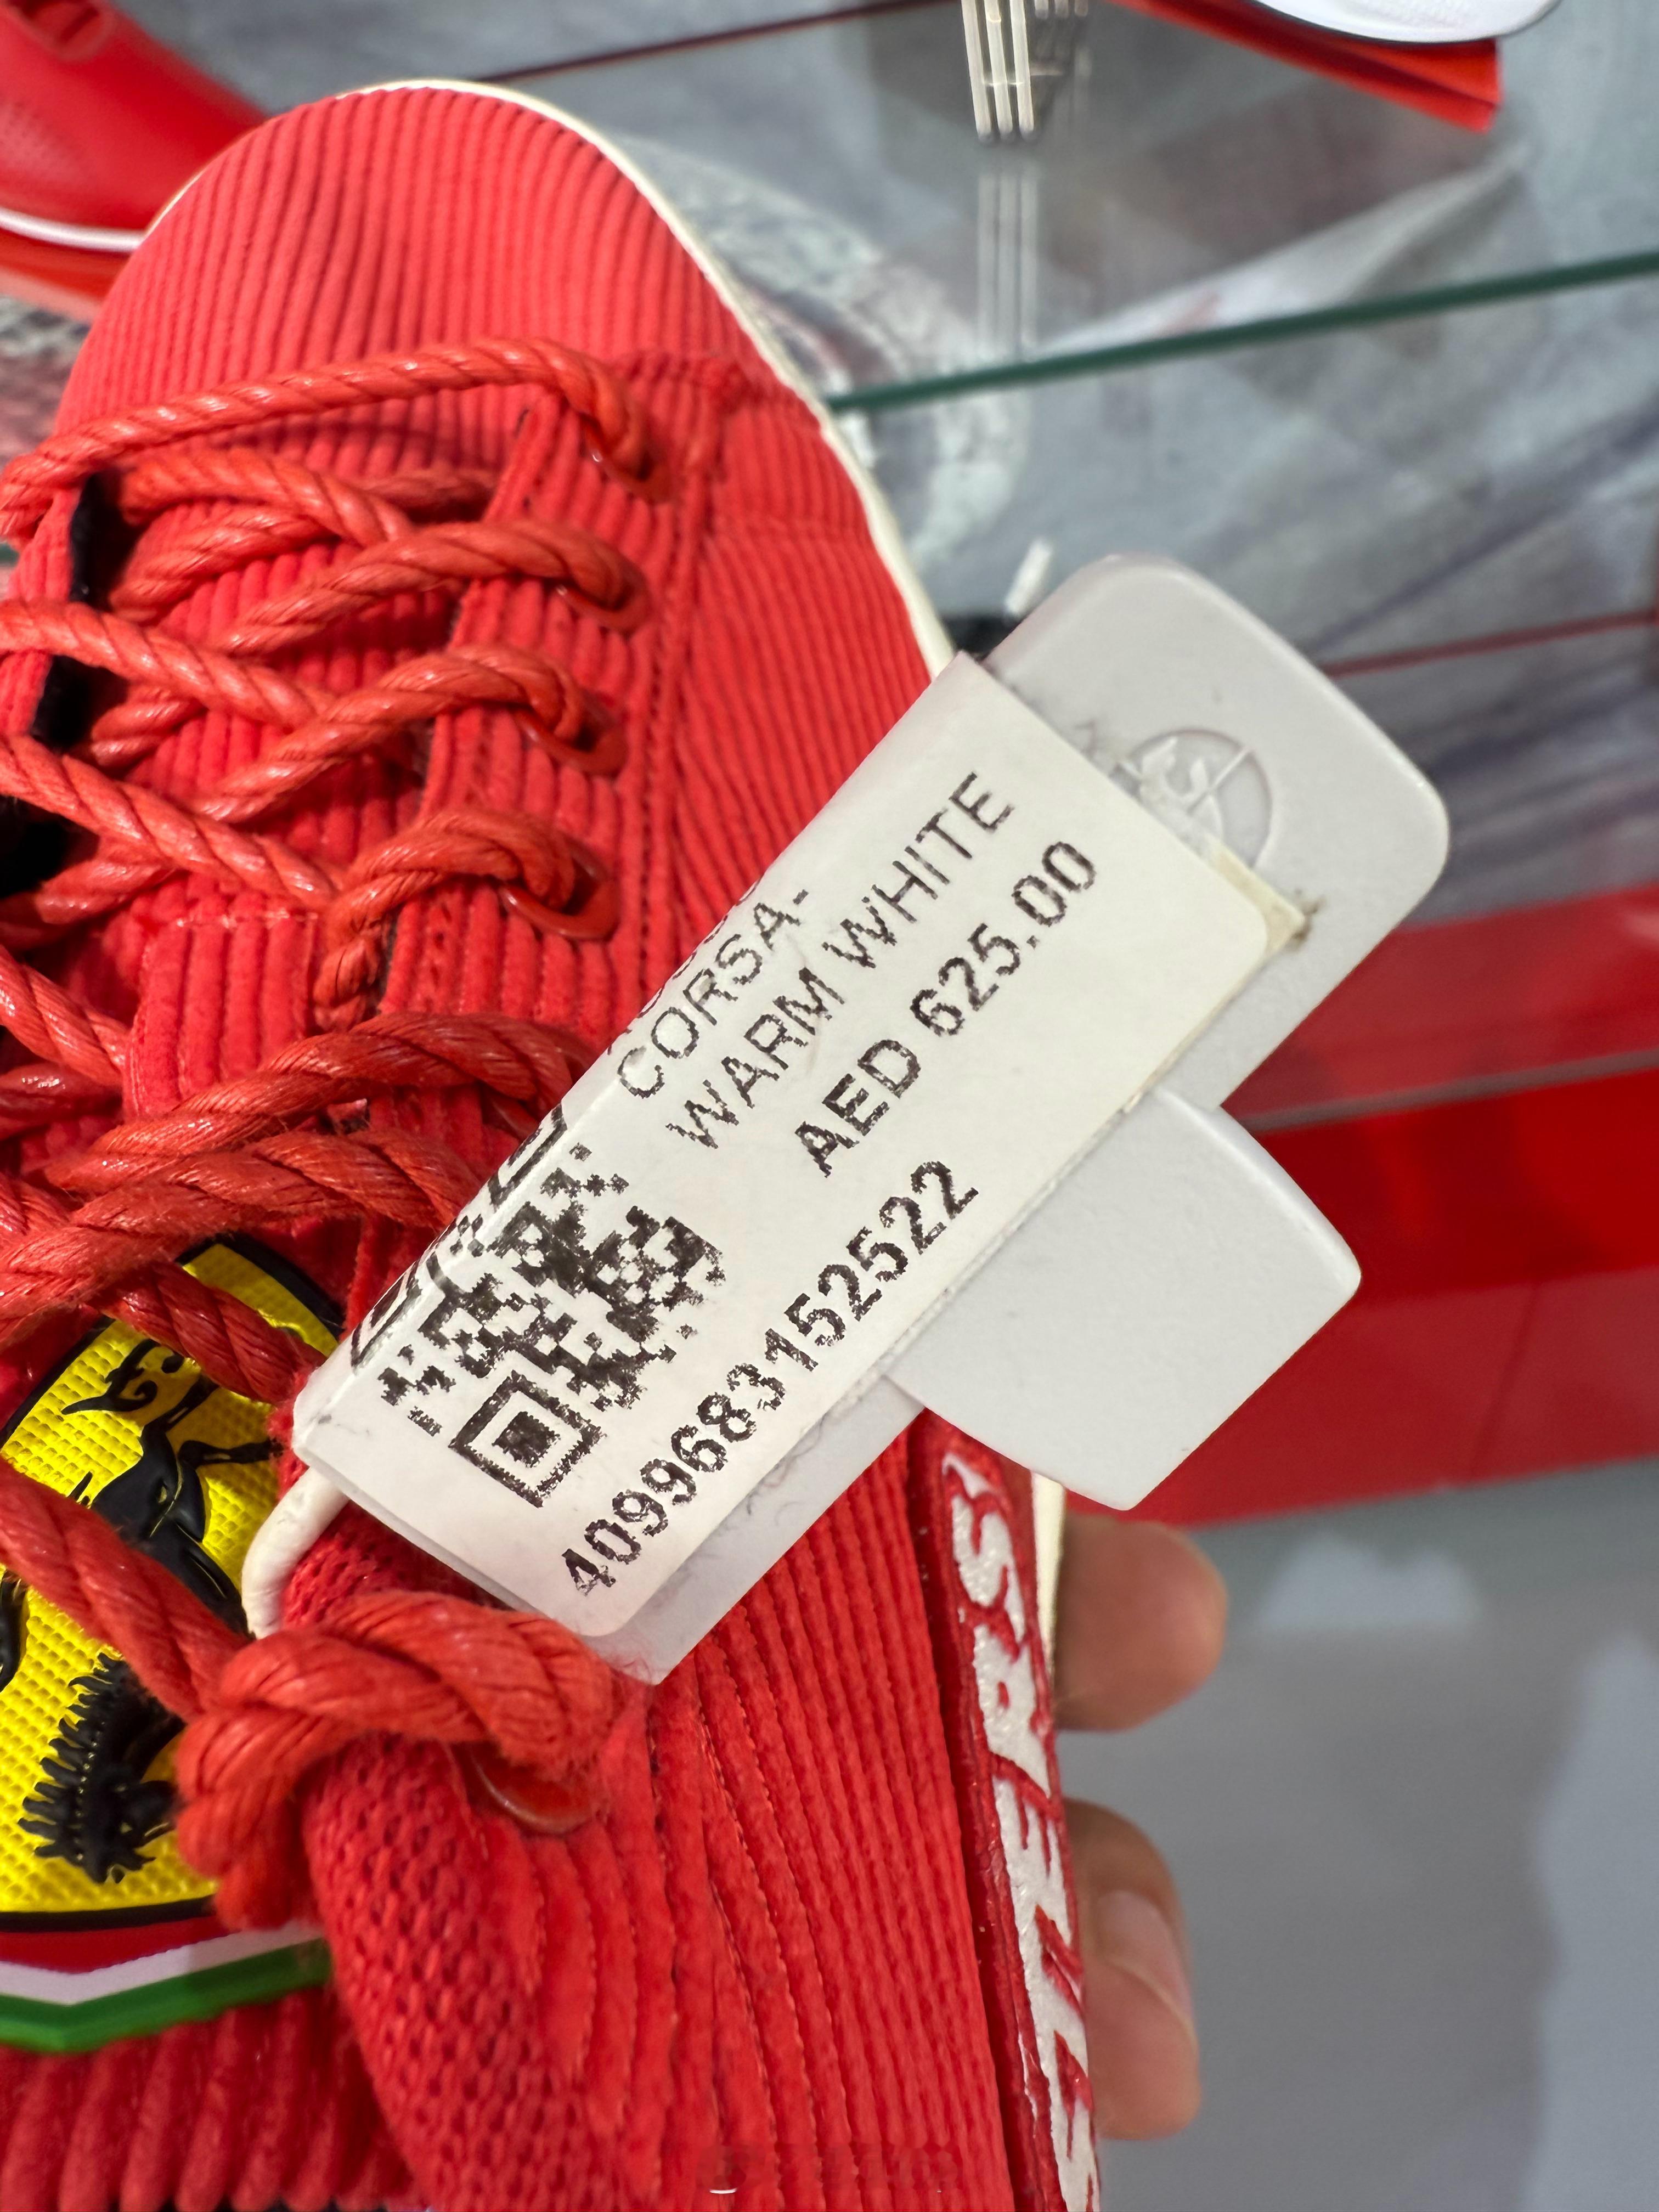 CORSA-
WARM WHITE
AED 625.00
4099683152522